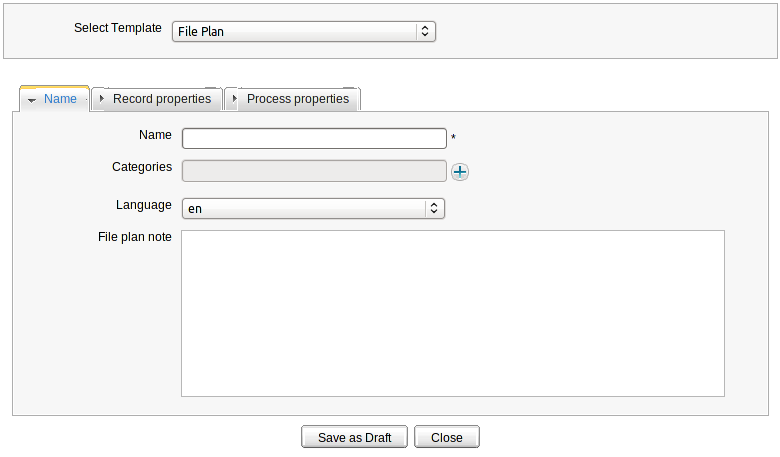 Select Template File Plan
Name Record properties Process properties
Name *
Categories
Language en
File plan note
Save as Draft Close